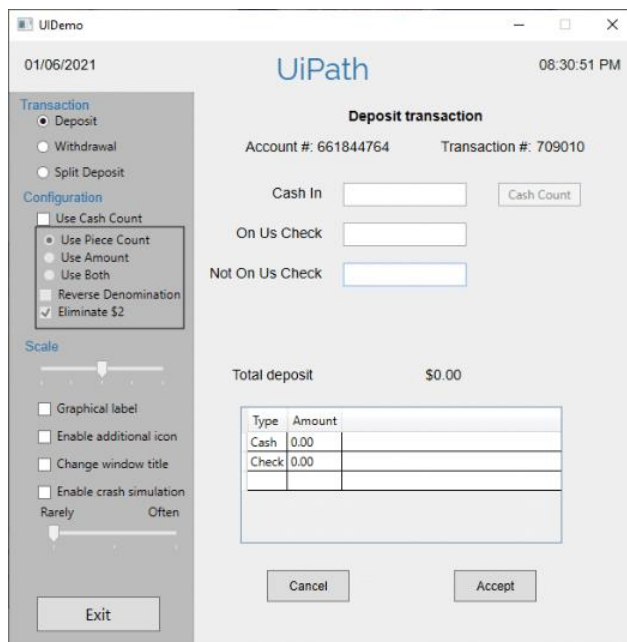 UIDemo
01/06/2021
UiPath
08:30:51 PM
Transaction
Deposit
Withdrawal
Split Deposit
Configuration
Use Cash Count
Use Piece Count
Use Amount
Use Both
Reverse Denomination
Eliminate $2
Scale
Graphical label
Enable additional icon
Change window title
Enable crash simulation
Rarely Often
Exit
Deposit transaction
Account #: 661844764 Transaction #: 709010
Cash In Cash Count
On Us Check
Not On Us Check
Total deposit $0.00
Type Amount
Cash 0.00
Check 0.00
Cancel Accept